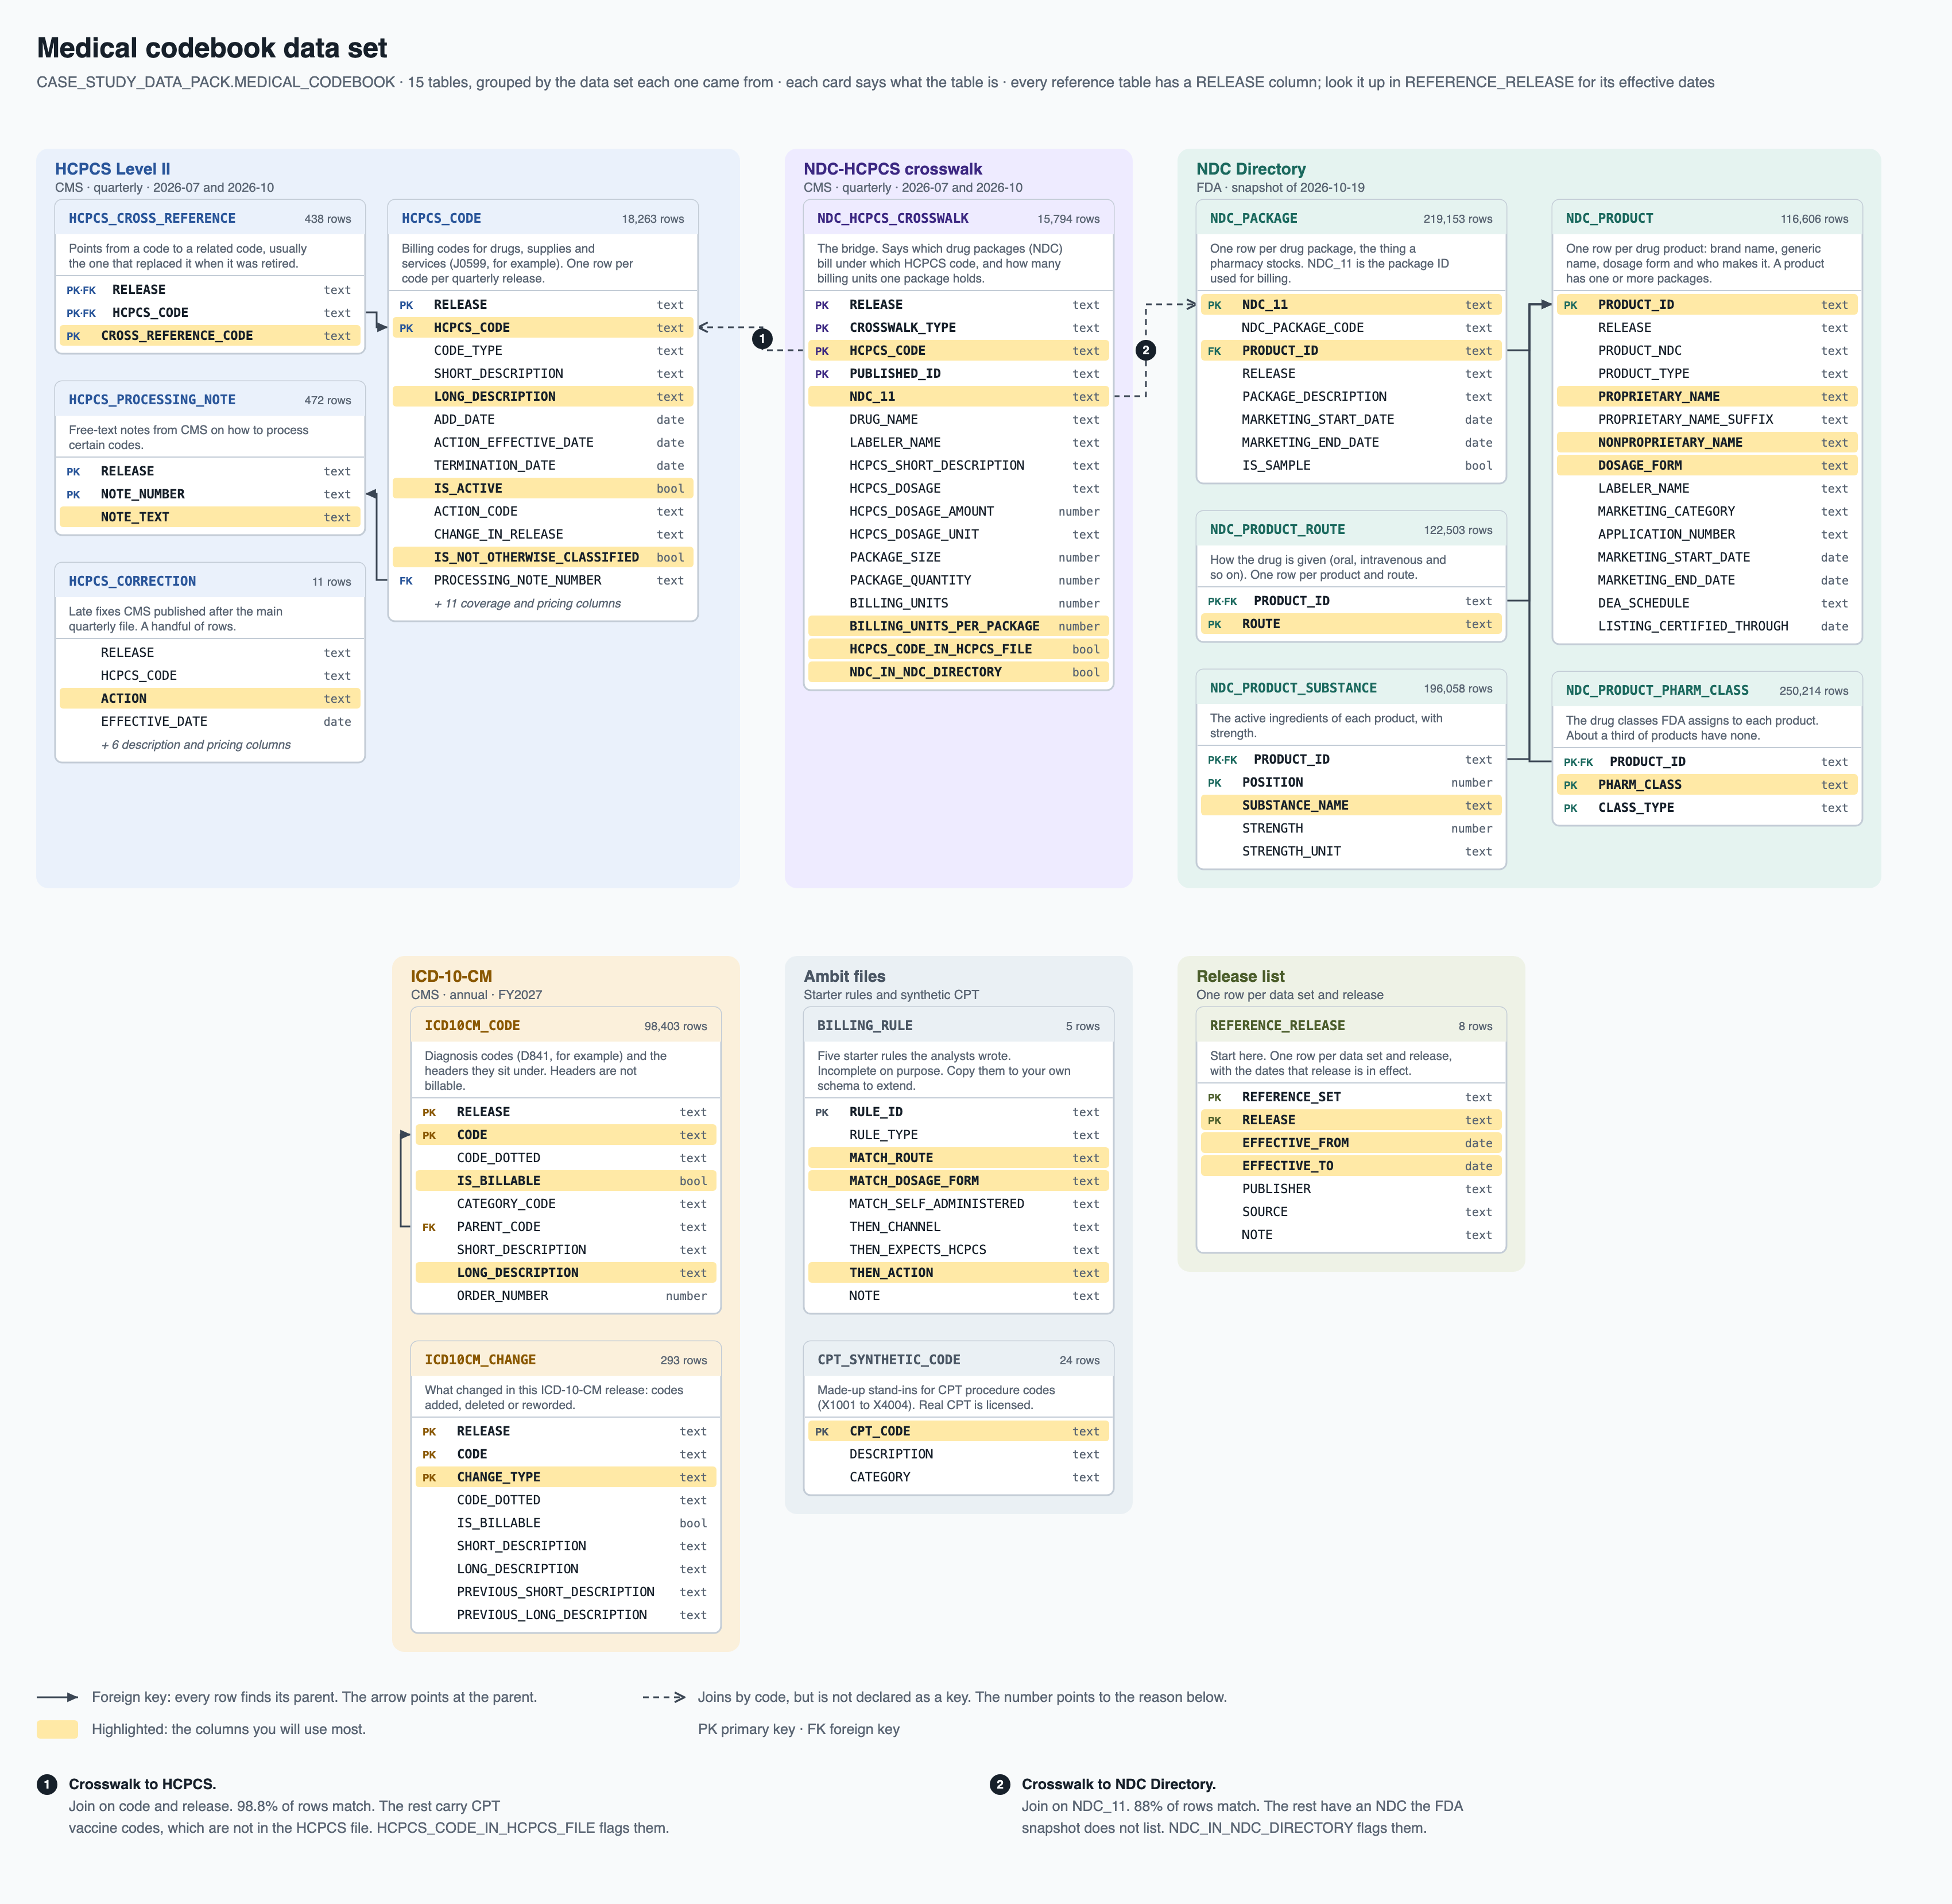 Medical codebook data set
CASE_STUDY_DATA_PACK.MEDICAL_CODEBOOK · 15 tables, grouped by the data set each one came from · each card says what the table is · every reference table has a RELEASE column; look it up in REFERENCE_RELEASE for its effective dates
HCPCS Level II
CMS · quarterly · 2026-07 and 2026-10
HCPCS_CROSS_REFERENCE 438 rows
Points from a code to a related code, usually
the one that replaced it when it was retired.
PK·FK RELEASE text
PK·FK HCPCS_CODE text
PK CROSS_REFERENCE_CODE text
HCPCS_PROCESSING_NOTE 472 rows
Free-text notes from CMS on how to process
certain codes.
PK RELEASE text
PK NOTE_NUMBER text
NOTE_TEXT text
HCPCS_CORRECTION 11 rows
Late fixes CMS published after the main
quarterly file. A handful of rows.
RELEASE text
HCPCS_CODE text
ACTION text
EFFECTIVE_DATE date
+ 6 description and pricing columns
HCPCS_CODE 18,263 rows
Billing codes for drugs, supplies and
services (J0599, for example). One row per
code per quarterly release.
PK RELEASE text
PK HCPCS_CODE text
CODE_TYPE text
SHORT_DESCRIPTION text
LONG_DESCRIPTION text
ADD_DATE date
ACTION_EFFECTIVE_DATE date
TERMINATION_DATE date
IS_ACTIVE bool
ACTION_CODE text
CHANGE_IN_RELEASE text
IS_NOT_OTHERWISE_CLASSIFIED bool
FK PROCESSING_NOTE_NUMBER text
+ 11 coverage and pricing columns
1
NDC-HCPCS crosswalk
CMS · quarterly · 2026-07 and 2026-10
NDC_HCPCS_CROSSWALK 15,794 rows
The bridge. Says which drug packages (NDC)
bill under which HCPCS code, and how many
billing units one package holds.
PK RELEASE text
PK CROSSWALK_TYPE text
PK HCPCS_CODE text
PK PUBLISHED_ID text
NDC_11 text
DRUG_NAME text
LABELER_NAME text
HCPCS_SHORT_DESCRIPTION text
HCPCS_DOSAGE text
HCPCS_DOSAGE_AMOUNT number
HCPCS_DOSAGE_UNIT text
PACKAGE_SIZE number
PACKAGE_QUANTITY number
BILLING_UNITS number
BILLING_UNITS_PER_PACKAGE number
HCPCS_CODE_IN_HCPCS_FILE bool
NDC_IN_NDC_DIRECTORY bool
2
NDC Directory
FDA · snapshot of 2026-10-19
NDC_PACKAGE 219,153 rows
One row per drug package, the thing a
pharmacy stocks. NDC_11 is the package ID
used for billing.
PK NDC_11 text
NDC_PACKAGE_CODE text
FK PRODUCT_ID text
RELEASE text
PACKAGE_DESCRIPTION text
MARKETING_START_DATE date
MARKETING_END_DATE date
IS_SAMPLE bool
NDC_PRODUCT_ROUTE 122,503 rows
How the drug is given (oral, intravenous and
so on). One row per product and route.
PK·FK PRODUCT_ID text
PK ROUTE text
NDC_PRODUCT_SUBSTANCE 196,058 rows
The active ingredients of each product, with
strength.
PK·FK PRODUCT_ID text
PK POSITION number
SUBSTANCE_NAME text
STRENGTH number
STRENGTH_UNIT text
NDC_PRODUCT 116,606 rows
One row per drug product: brand name, generic
name, dosage form and who makes it. A product
has one or more packages.
PK PRODUCT_ID text
RELEASE text
PRODUCT_NDC text
PRODUCT_TYPE text
PROPRIETARY_NAME text
PROPRIETARY_NAME_SUFFIX text
NONPROPRIETARY_NAME text
DOSAGE_FORM text
LABELER_NAME text
MARKETING_CATEGORY text
APPLICATION_NUMBER text
MARKETING_START_DATE date
MARKETING_END_DATE date
DEA_SCHEDULE text
LISTING_CERTIFIED_THROUGH date
NDC_PRODUCT_PHARM_CLASS 250,214 rows
The drug classes FDA assigns to each product.
About a third of products have none.
PK·FK PRODUCT_ID text
PK PHARM_CLASS text
PK CLASS_TYPE text
ICD-10-CM
CMS · annual · FY2027
ICD10CM_CODE 98,403 rows
Diagnosis codes (D841, for example) and the
headers they sit under. Headers are not
billable.
PK RELEASE text
PK CODE text
CODE_DOTTED text
IS_BILLABLE bool
CATEGORY_CODE text
FK PARENT_CODE text
SHORT_DESCRIPTION text
LONG_DESCRIPTION text
ORDER_NUMBER number
ICD10CM_CHANGE 293 rows
What changed in this ICD-10-CM release: codes
added, deleted or reworded.
PK RELEASE text
PK CODE text
PK CHANGE_TYPE text
CODE_DOTTED text
IS_BILLABLE bool
SHORT_DESCRIPTION text
LONG_DESCRIPTION text
PREVIOUS_SHORT_DESCRIPTION text
PREVIOUS_LONG_DESCRIPTION text
Ambit files
Starter rules and synthetic CPT
BILLING_RULE 5 rows
Five starter rules the analysts wrote.
Incomplete on purpose. Copy them to your own
schema to extend.
PK RULE_ID text
RULE_TYPE text
MATCH_ROUTE text
MATCH_DOSAGE_FORM text
MATCH_SELF_ADMINISTERED text
THEN_CHANNEL text
THEN_EXPECTS_HCPCS text
THEN_ACTION text
NOTE text
CPT_SYNTHETIC_CODE 24 rows
Made-up stand-ins for CPT procedure codes
(X1001 to X4004). Real CPT is licensed.
PK CPT_CODE text
DESCRIPTION text
CATEGORY text
Release list
One row per data set and release
REFERENCE_RELEASE 8 rows
Start here. One row per data set and release,
with the dates that release is in effect.
PK REFERENCE_SET text
PK RELEASE text
EFFECTIVE_FROM date
EFFECTIVE_TO date
PUBLISHER text
SOURCE text
NOTE text
Foreign key: every row finds its parent. The arrow points at the parent.
Joins by code, but is not declared as a key. The number points to the reason below.
Highlighted: the columns you will use most.
PK primary key · FK foreign key
1 Crosswalk to HCPCS.
Join on code and release. 98.8% of rows match. The rest carry CPT
vaccine codes, which are not in the HCPCS file. HCPCS_CODE_IN_HCPCS_FILE flags them.
2 Crosswalk to NDC Directory.
Join on NDC_11. 88% of rows match. The rest have an NDC the FDA
snapshot does not list. NDC_IN_NDC_DIRECTORY flags them.